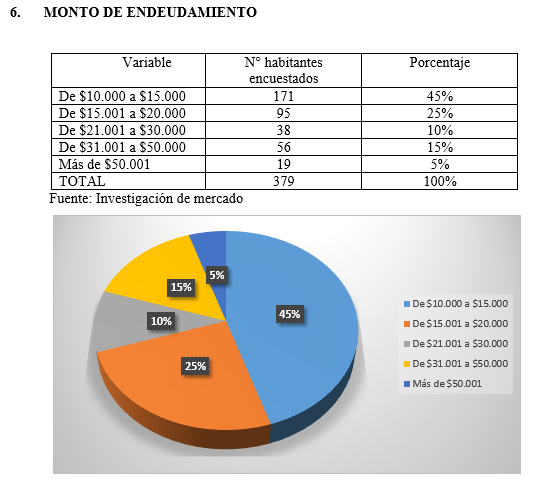 6. MONTO DE ENDEUDAMIENTO
Variable N° habitantes encuestados Porcentaje
De $10.000 a $15.000 171 45%
De $15.001 a $20.000 95 25%
De $21.001 a $30.000 38 10%
De $31.001 a $50.000 56 15%
Más de $50.001 19 5%
TOTAL 379 100%
Fuente: Investigación de mercado
5%
15%
45%
10%
25%
De $10.000 a $15.000
De $15.001 a $20.000
De $21.001 a $30.000
De $31.001 a $50.000
Más de $50.001